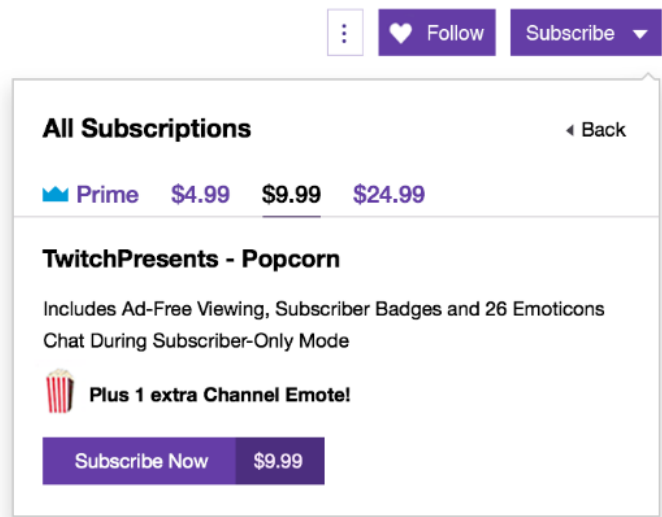 Follow
Subscribe
All Subscriptions
Back
Prime $4.99 $9.99 $24.99
TwitchPresents - Popcorn
Includes Ad-Free Viewing, Subscriber Badges and 26 Emoticons
Chat During Subscriber-Only Mode
Plus 1 extra Channel Emote!
Subscribe Now $9.99